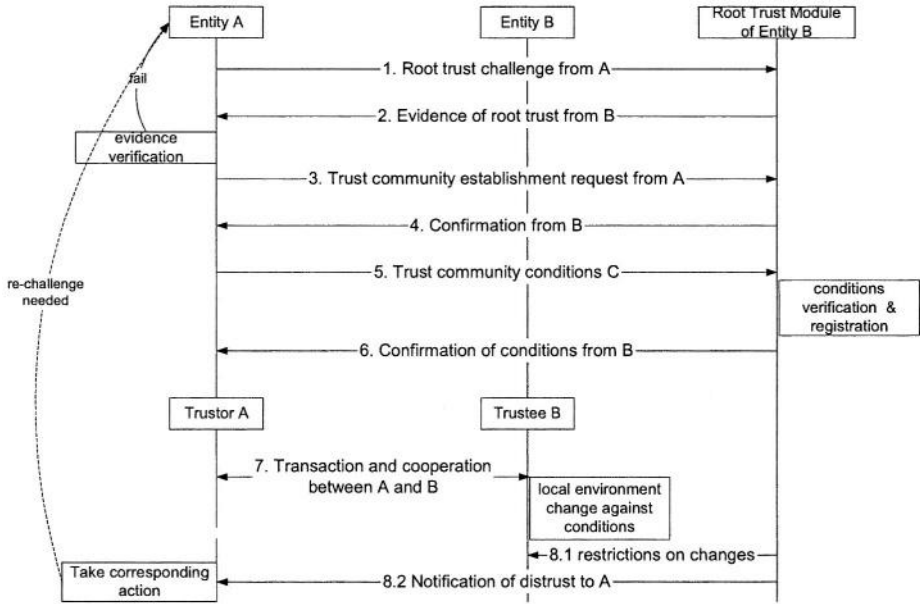 Entity A
Entity B
Root Trust Module
of Entity B
1. Root trust challenge from A
fail
2. Evidence of root trust from B
evidence
verification
3. Trust community establishment request from A
4. Confirmation from B
5. Trust community conditions C
re-challenge
needed
conditions
verification &
registration
6. Confirmation of conditions from B
Trustor A
Trustee B
7. Transaction and cooperation
between A and B
local environment
change against
conditions
8.1 restrictions on changes
Take corresponding
action
8.2 Notification of distrust to A